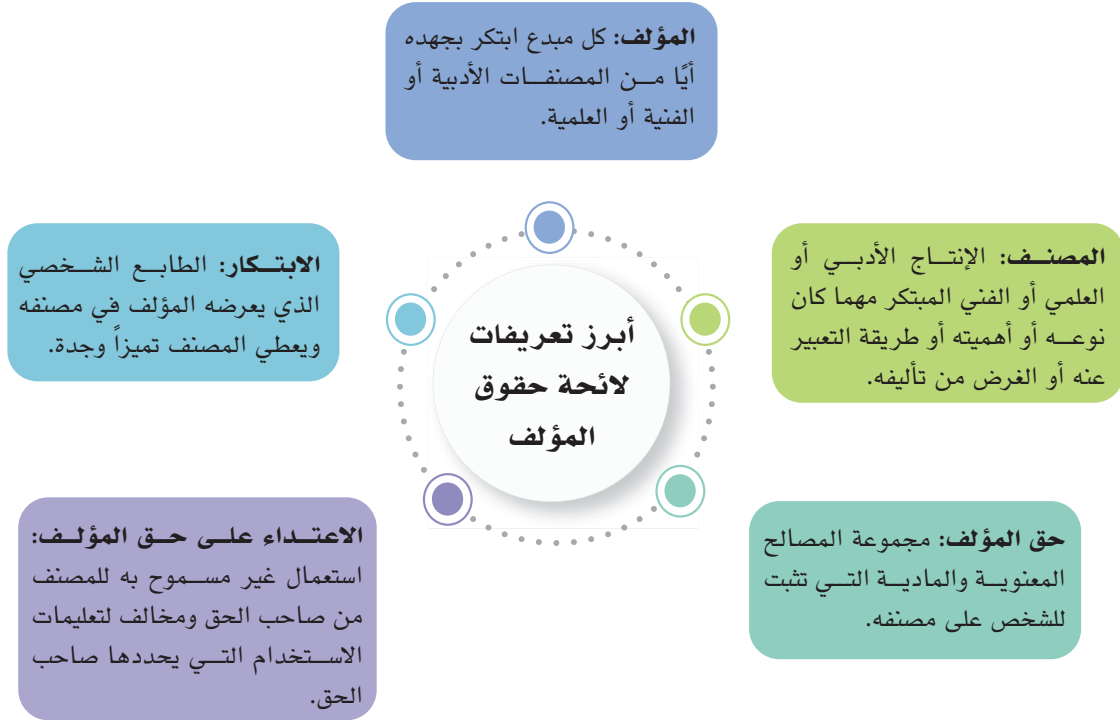 المؤلف: كل مبدع ابتكر بجهده
أيًا من المصنفات الأدبية أو
الفنية أو العلمية.
المصنف: الإنتاج الأدبي أو
العلمي أو الفني المبتكر مهما كان
نوعه أو أهميته أو طريقة التعبير
عنه أو الغرض من تأليفه.
الابتكار: الطابع الشخصي
الذي يعرضه المؤلف في مصنفه
ويعطي المصنف تميزاً وجدة.
أبرز تعريفات
لائحة حقوق
المؤلف
حق المؤلف: مجموعة المصالح
المعنوية والمادية التي تثبت
للشخص على مصنفه.
الاعتداء على حق المؤلف:
استعمال غير مسموح به للمصنف
من صاحب الحق ومخالف لتعليمات
الاستخدام التي يحددها صاحب
الحق.